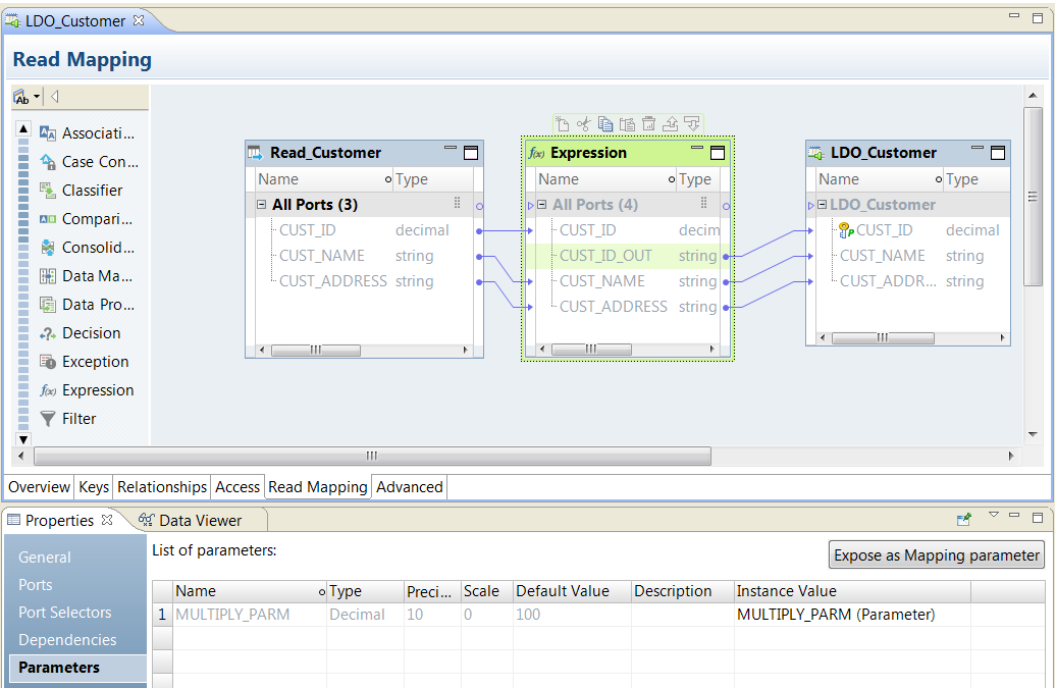 LDO_Customer
Read Mapping
Ab
Associati...
Case Con...
Classifier
Compari...
Consolid...
Data Ma...
Data Pro...
Decision
Exception
f(x) Expression
Filter
Read_Customer
Name Type
All Ports (3)
CUST_ID decimal
CUST_NAME string
CUST_ADDRESS string
f(x) Expression
Name Type
All Ports (4)
CUST_ID decim
CUST_ID_OUT string
CUST_NAME string
CUST_ADDRESS string
LDO_Customer
Name Type
LDO_Customer
CUST_ID decimal
CUST_NAME string
CUST_ADDR... string
Overview Keys Relationships Access Read Mapping Advanced
Properties Data Viewer
General
Ports
Port Selectors
Dependencies
Parameters
List of parameters:
Expose as Mapping parameter
Name Type Preci... Scale Default Value Description Instance Value
1 MULTIPLY_PARM Decimal 10 0 100 MULTIPLY_PARM (Parameter)